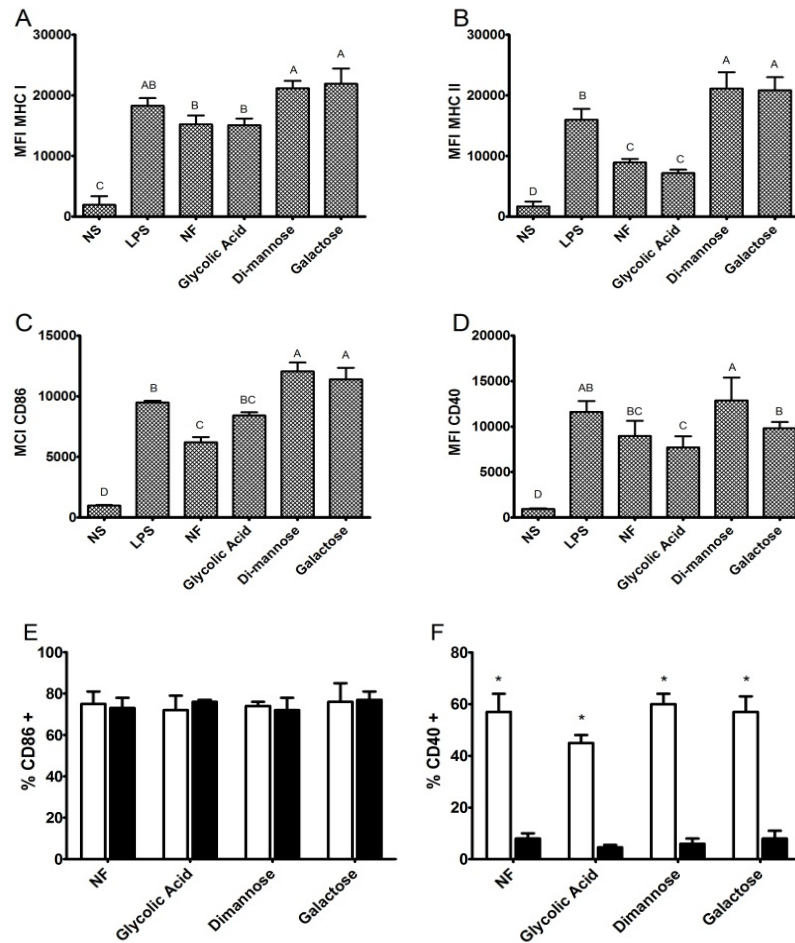 A
MFI MHC I
30000
20000
10000
0
C
AB
B
B
A
A
NS
LPS
NF
Glycolic Acid
Di-mannose
Galactose
B
MFI MHC II
30000
20000
10000
0
D
B
C
C
A
A
NS
LPS
NF
Glycolic Acid
Di-mannose
Galactose
C
MCI CD86
15000
10000
5000
0
D
B
C
BC
A
A
NS
LPS
NF
Glycolic Acid
Di-mannose
Galactose
D
MFI CD40
20000
15000
10000
5000
0
D
AB
BC
C
A
B
NS
LPS
NF
Glycolic Acid
Di-mannose
Galactose
E
% CD86 +
100
80
60
40
20
0
NF
Glycolic Acid
Dimannose
Galactose
F
% CD40 +
80
60
40
20
0
*
*
*
*
NF
Glycolic Acid
Dimannose
Galactose